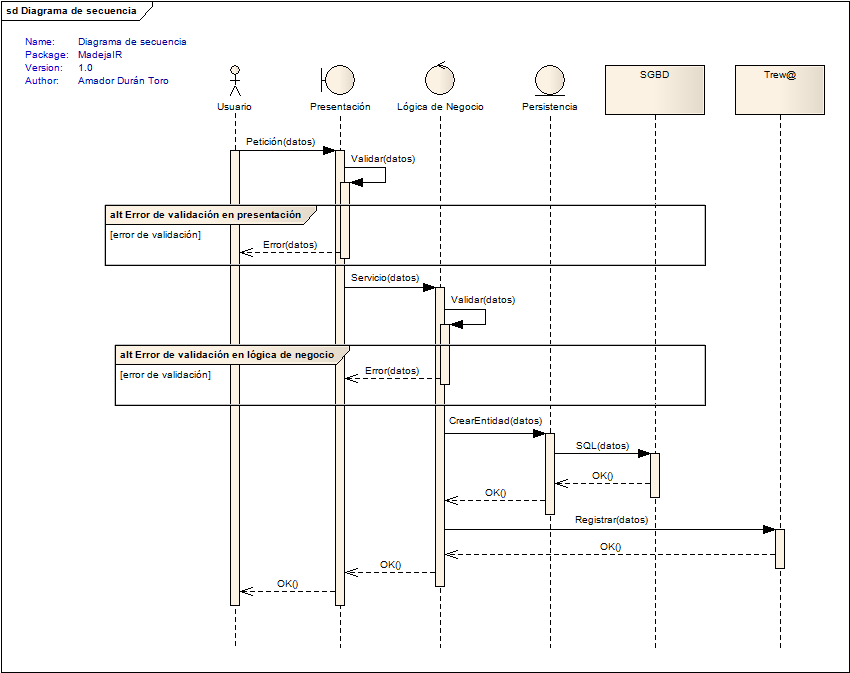 sd Diagrama de secuencia
Name: Diagrama de secuencia
Package: MadejaIR
Version: 1.0
Author: Amador Durán Toro
Usuario
Presentación
Lógica de Negocio
Persistencia
SGBD
Trew@
Petición(datos)
Validar(datos)
alt Error de validación en presentación
[error de validación]
Error(datos)
Servicio(datos)
Validar(datos)
alt Error de validación en lógica de negocio
[error de validación]
Error(datos)
CrearEntidad(datos)
SQL(datos)
OK()
OK()
Registrar(datos)
OK()
OK()
OK()